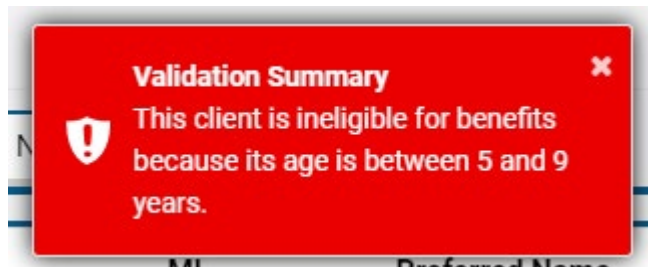 Validation Summary
This client is ineligible for benefits
because its age is between 5 and 9
years.